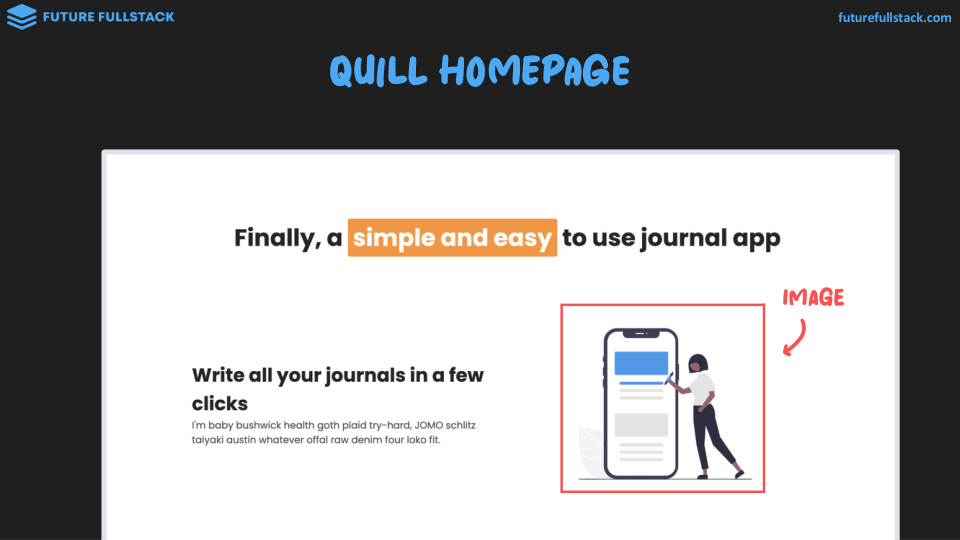 FUTURE FULLSTACK
futurefullstack.com
QUILL HOMEPAGE
Finally, a simple and easy to use journal app
IMAGE
Write all your journals in a few
clicks
I'm baby bushwick health goth plaid try-hard, JOMO schlitz
taiyaki austin whatever offal raw denim four loko fit.